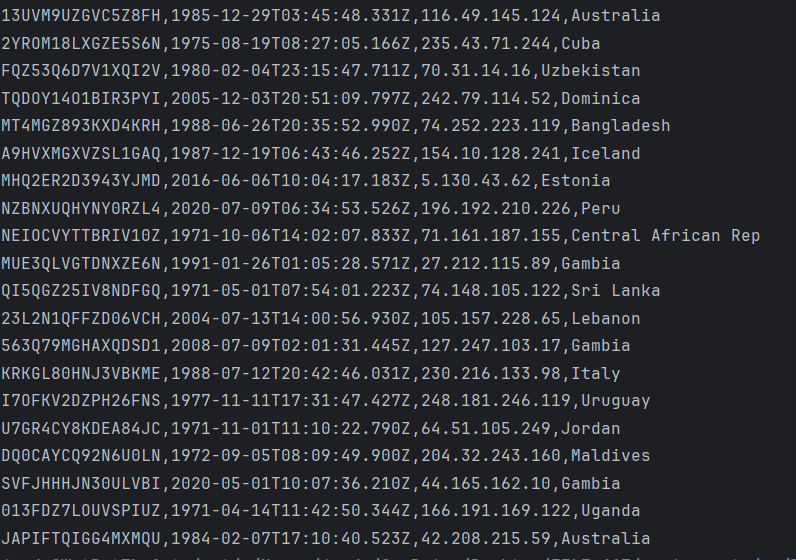 13UVM9UZGVC5Z8FH,1985-12-29T03:45:48.331Z,116.49.145.124,Australia
2YROM18LXGZE5S6N,1975-08-19T08:27:05.166Z,235.43.71.244,Cuba
FQZ53Q6D7V1XQI2V,1980-02-04T23:15:47.711Z,70.31.14.16,Uzbekistan
TQDOY14O1BIR3PYI,2005-12-03T20:51:09.797Z,242.79.114.52,Dominica
MT4MGZ893KXD4KRH,1988-06-26T20:35:52.990Z,74.252.223.119,Bangladesh
A9HVXMGXVZSL1GAQ,1987-12-19T06:43:46.252Z,154.10.128.241,Iceland
MHQ2ER2D3943YJMD,2016-06-06T10:04:17.183Z,5.130.43.62,Estonia
NZBNXUQHYNY0RZL4,2020-07-09T06:34:53.526Z,196.192.210.226,Peru
NEIOCVYTTBRIV1OZ,1971-10-06T14:02:07.833Z,71.161.187.155,Central African Rep
MUE3QLVGTDNXZE6N,1991-01-26T01:05:28.571Z,27.212.115.89,Gambia
QI5QGZ25IV8NDFGQ,1971-05-01T07:54:01.223Z,74.148.105.122,Sri Lanka
23L2N1QFFZD06VCH,2004-07-13T14:00:56.930Z,105.157.228.65,Lebanon
563Q79MGHAXQDSD1,2008-07-09T02:01:31.445Z,127.247.103.17,Gambia
KRKGL80HNJ3VBKME,1988-07-12T20:42:46.031Z,230.216.133.98,Italy
I7OFKV2DZPH26FNS,1977-11-11T17:31:47.427Z,248.181.246.119,Uruguay
U7GR4CY8KDEA84JC,1971-11-01T11:10:22.790Z,64.51.105.249,Jordan
DQ0CAYCQ92N6U0LN,1972-09-05T08:09:49.900Z,204.32.243.160,Maldives
SVFJHHHJN30ULVBI,2020-05-01T10:07:36.210Z,44.165.162.10,Gambia
013FDZ7LOUVSPIUZ,1971-04-14T11:42:50.344Z,166.191.169.122,Uganda
JAPIFTQIGG4MXMQU,1984-02-07T17:10:40.523Z,42.208.215.59,Australia